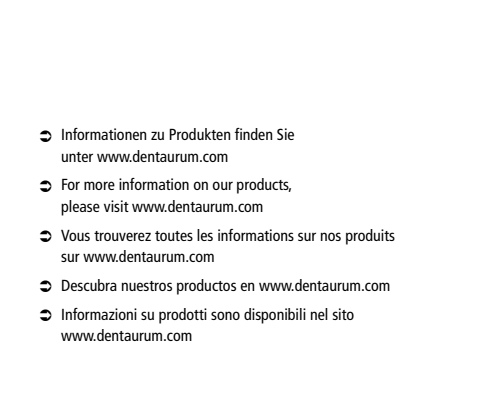 ➲ Informationen zu Produkten finden Sie
unter www.dentaurum.com
➲ For more information on our products,
please visit www.dentaurum.com
➲ Vous trouverez toutes les informations sur nos produits
sur www.dentaurum.com
➲ Descubra nuestros productos en www.dentaurum.com
➲ Informazioni su prodotti sono disponibili nel sito
www.dentaurum.com